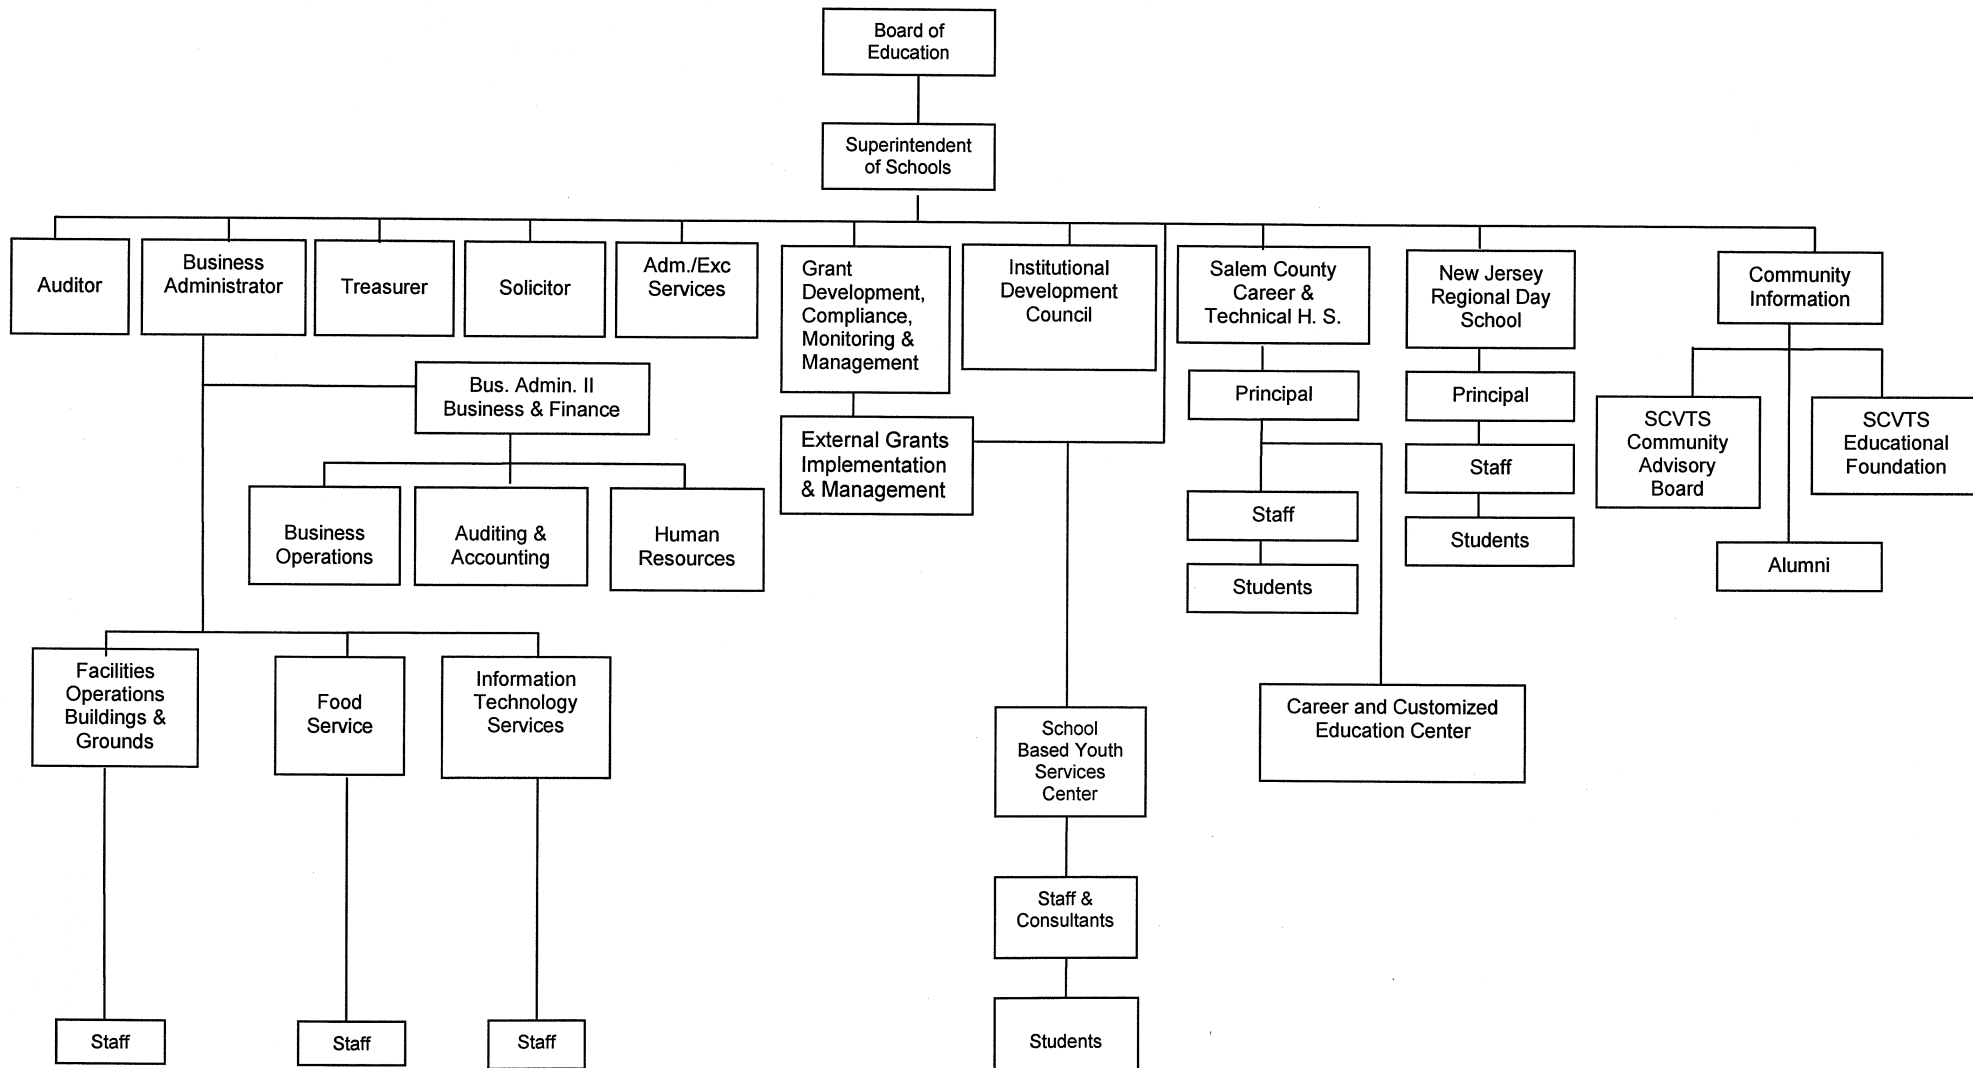 Board of
Education
Superintendent
of Schools
Auditor
Business
Administrator
Treasurer
Solicitor
Adm./Exc
Services
Grant
Development,
Compliance,
Monitoring &
Management
Institutional
Development
Council
Salem County
Career &
Technical H. S.
New Jersey
Regional Day
School
Community
Information
Bus. Admin. II
Business & Finance
External Grants
Implementation
& Management
Principal
Principal
SCVTS
Community
Advisory
Board
SCVTS
Educational
Foundation
Business
Operations
Auditing &
Accounting
Human
Resources
Staff
Students
Staff
Students
Alumni
Facilities
Operations
Buildings &
Grounds
Food
Service
Information
Technology
Services
School
Based Youth
Services
Center
Career and Customized
Education Center
Staff &
Consultants
Staff
Staff
Staff
Students